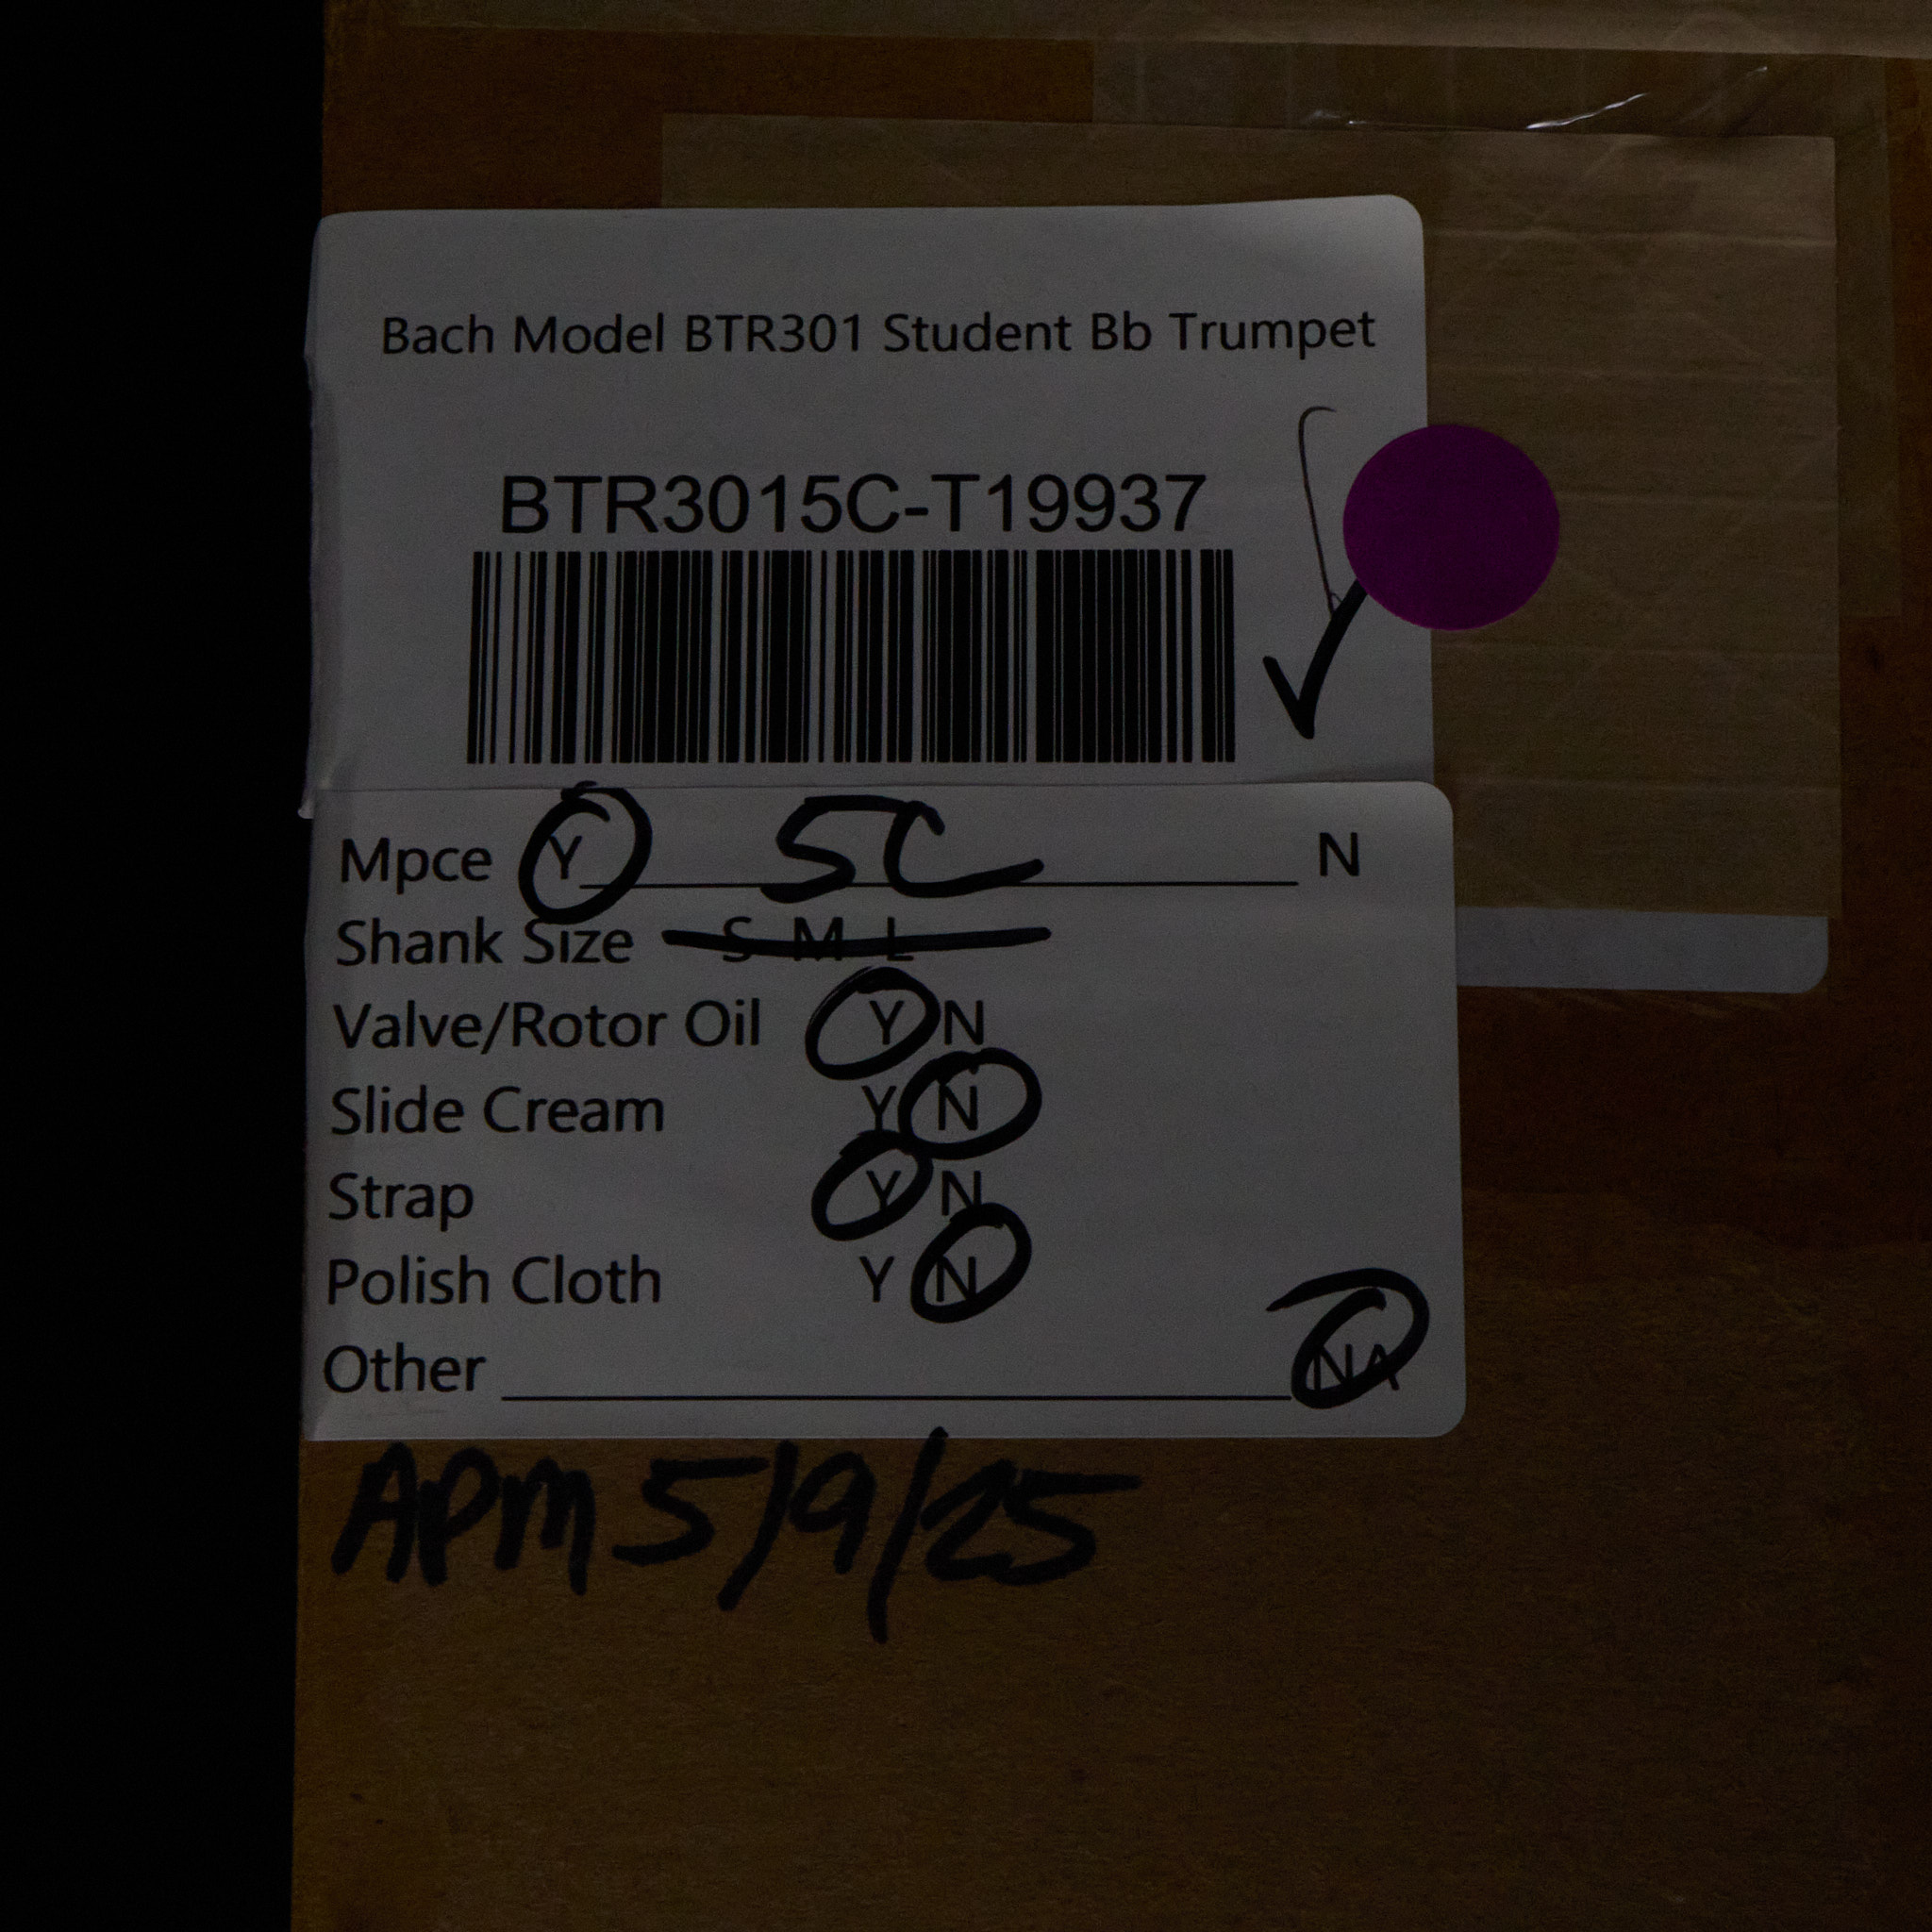 Bach Model BTR301 Student Bb Trumpet
BTR3015C-T19937
Mpce Y 5C N
Shank Size S M L
Valve/Rotor Oil Y N
Slide Cream Y N
Strap Y N
Polish Cloth Y N
Other NA
APM 5/9/25